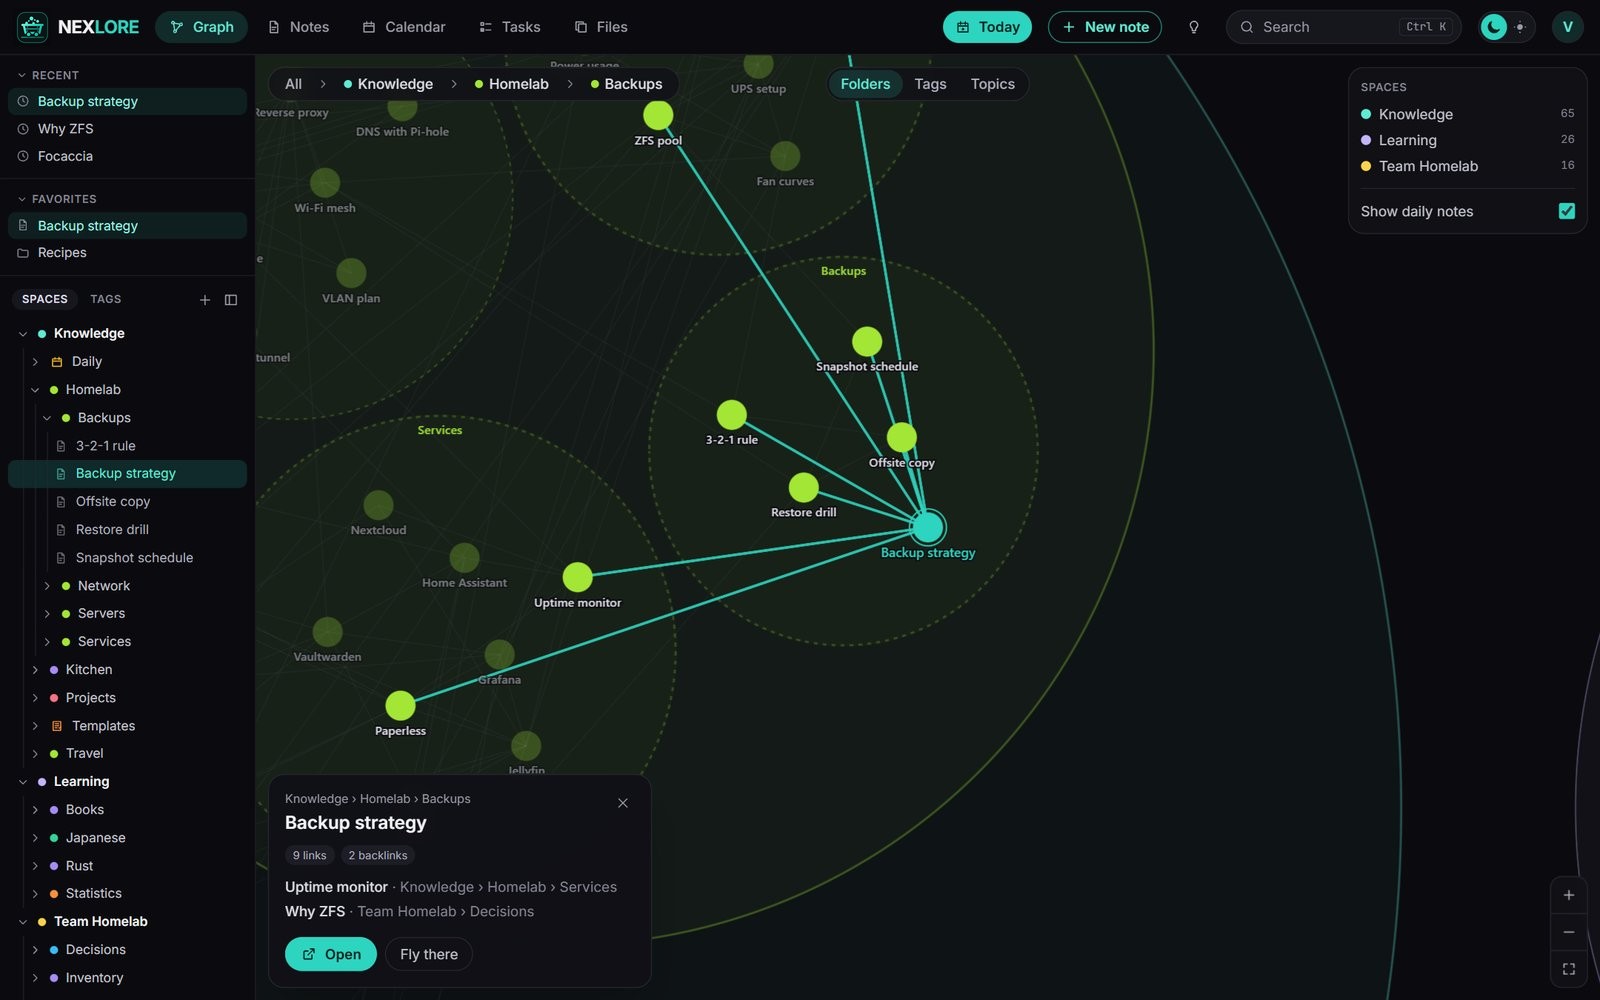 NEXLORE
Graph
Notes
Calendar
Tasks
Files
Today
New note
Search
Ctrl K
V
RECENT
Backup strategy
Why ZFS
Focaccia
FAVORITES
Backup strategy
Recipes
SPACES
TAGS
Knowledge
Daily
Homelab
Backups
3-2-1 rule
Backup strategy
Offsite copy
Restore drill
Snapshot schedule
Network
Servers
Services
Kitchen
Projects
Templates
Travel
Learning
Books
Japanese
Rust
Statistics
Team Homelab
Decisions
Inventory
All › Knowledge › Homelab › Backups
Folders
Tags
Topics
Power usage
UPS setup
Reverse proxy
DNS with Pi-hole
ZFS pool
Fan curves
Wi-Fi mesh
e
VLAN plan
Backups
tunnel
Snapshot schedule
Services
3-2-1 rule
Offsite copy
Restore drill
Nextcloud
Backup strategy
Home Assistant
Uptime monitor
Vaultwarden
Grafana
Paperless
Jellyfin
Knowledge › Homelab › Backups
Backup strategy
9 links
2 backlinks
Uptime monitor · Knowledge › Homelab › Services
Why ZFS · Team Homelab › Decisions
Open
Fly there
SPACES
Knowledge 65
Learning 26
Team Homelab 16
Show daily notes